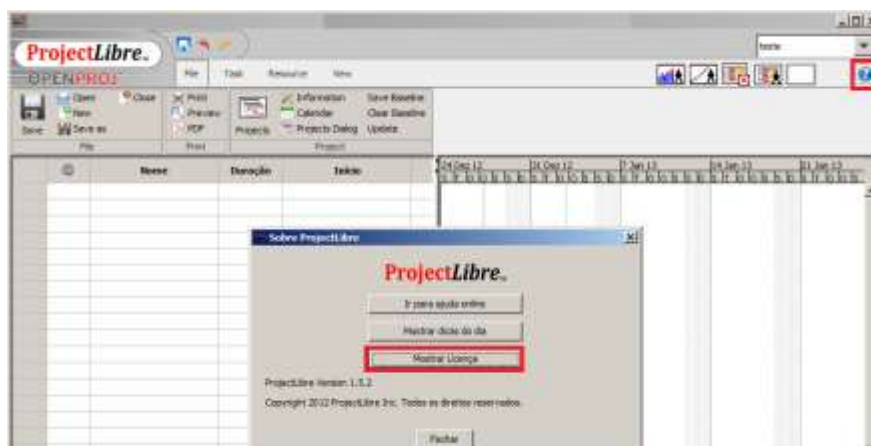 ProjectLibre.
OPENPROJ
teste
File Task Resource View
Save Open New Save as Close
Print Preview PDF
Projects Information Calendar Projects Dialog
Save Baseline Clear Baseline Update
File Print Project
Nome Duração Início
24 Dez 12 31 Dez 12 7 Jan 13 14 Jan 13 21 Jan 13
Sobre ProjectLibre
ProjectLibre.
Ir para ajuda online
Mostrar dicas do dia
Mostrar Licença
ProjectLibre Version 1.5.2
Copyright 2012 ProjectLibre Inc. Todos os direitos reservados.
Fechar